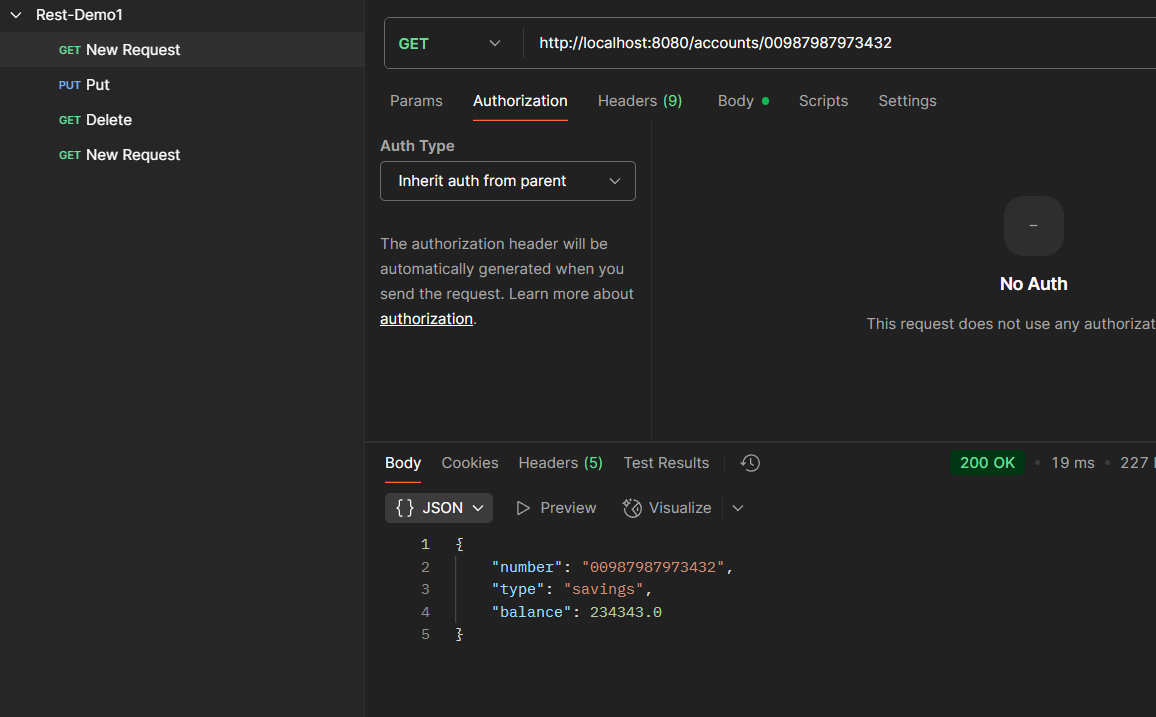 Rest-Demo1
GET New Request
PUT Put
GET Delete
GET New Request
GET http://localhost:8080/accounts/00987987973432
Params Authorization Headers (9) Body Scripts Settings
Auth Type
Inherit auth from parent
The authorization header will be
automatically generated when you
send the request. Learn more about
authorization.
No Auth
This request does not use any authorizat
Body Cookies Headers (5) Test Results 200 OK • 19 ms • 227
{} JSON Preview Visualize
1 {
2 "number": "00987987973432",
3 "type": "savings",
4 "balance": 234343.0
5 }